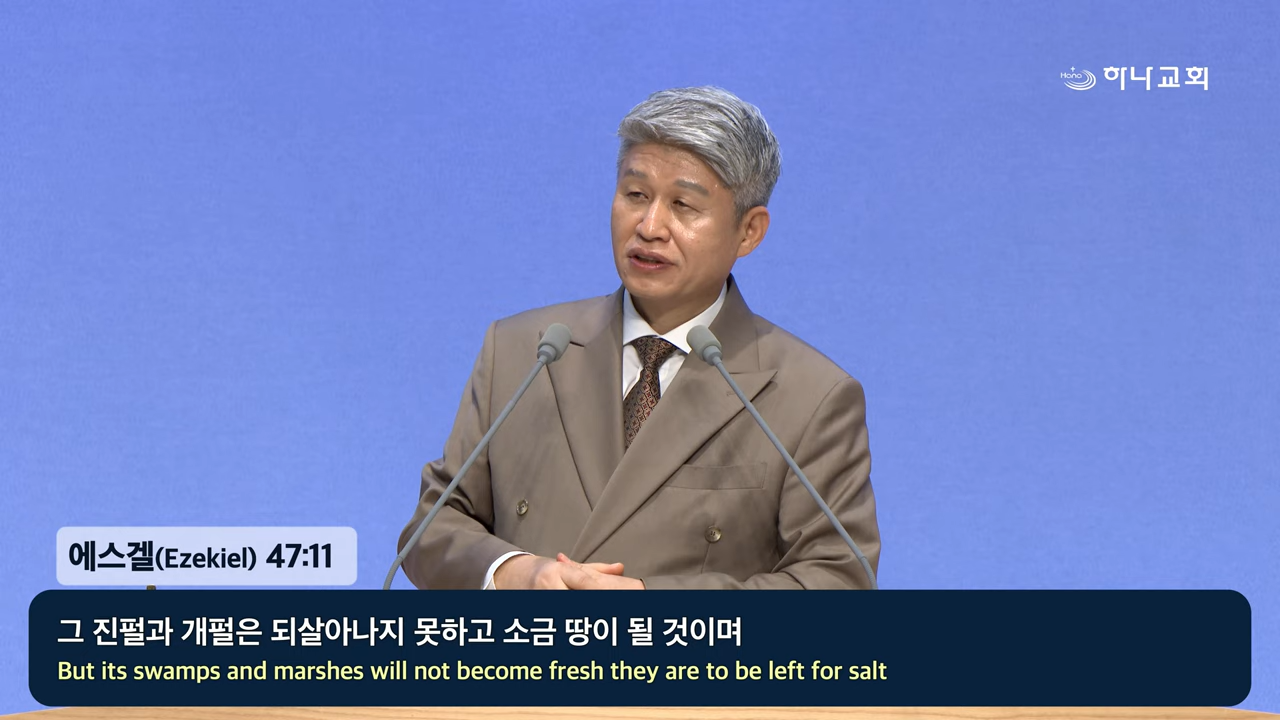 Hana 하나교회
에스겔(Ezekiel) 47:11
그 진펄과 개펄은 되살아나지 못하고 소금 땅이 될 것이며
But its swamps and marshes will not become fresh they are to be left for salt